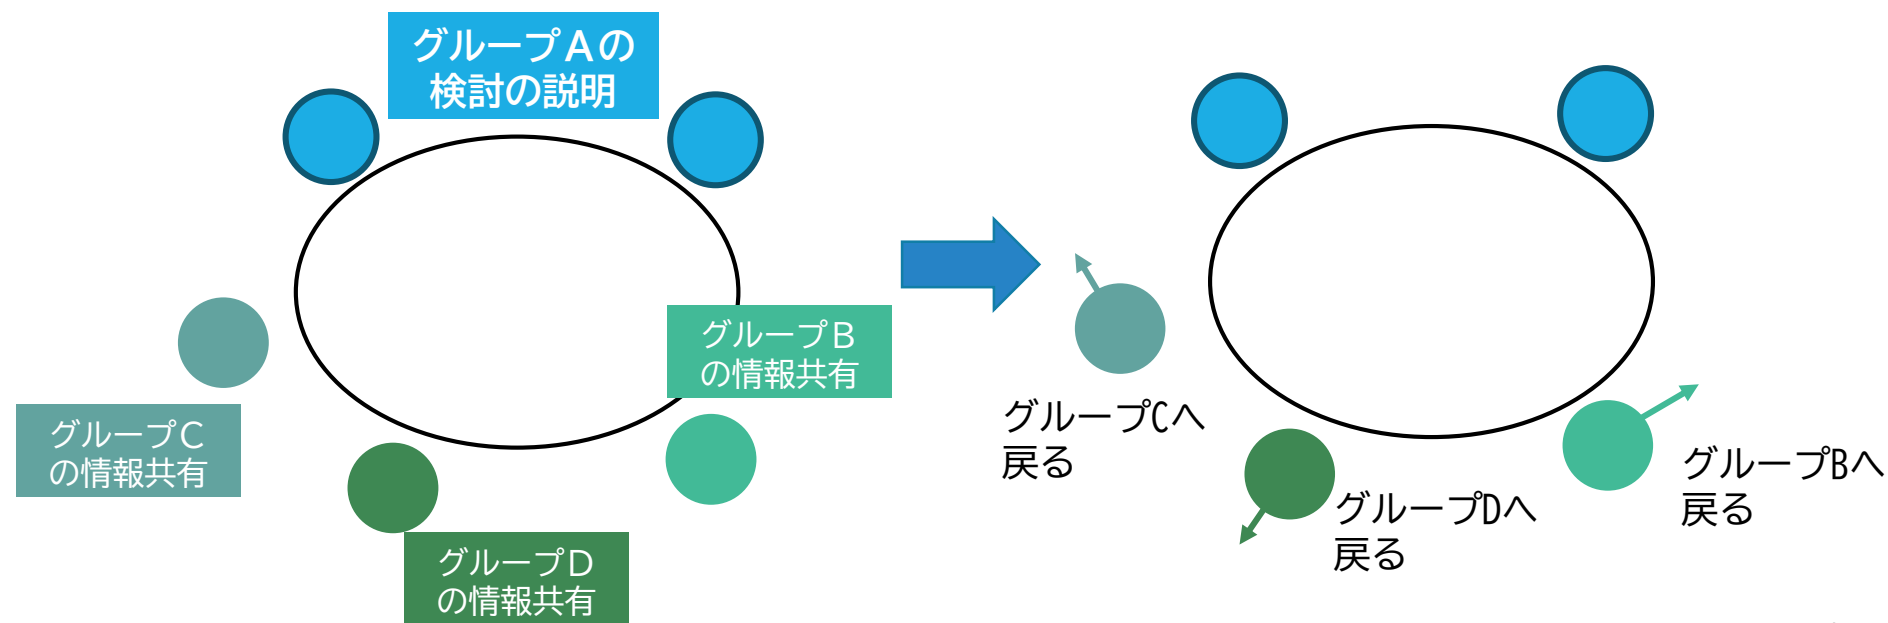 グループＡの
検討の説明
グループＢ
の情報共有
グループＣ
の情報共有
グループＤ
の情報共有
グループCへ
戻る
グループDへ
戻る
グループBへ
戻る